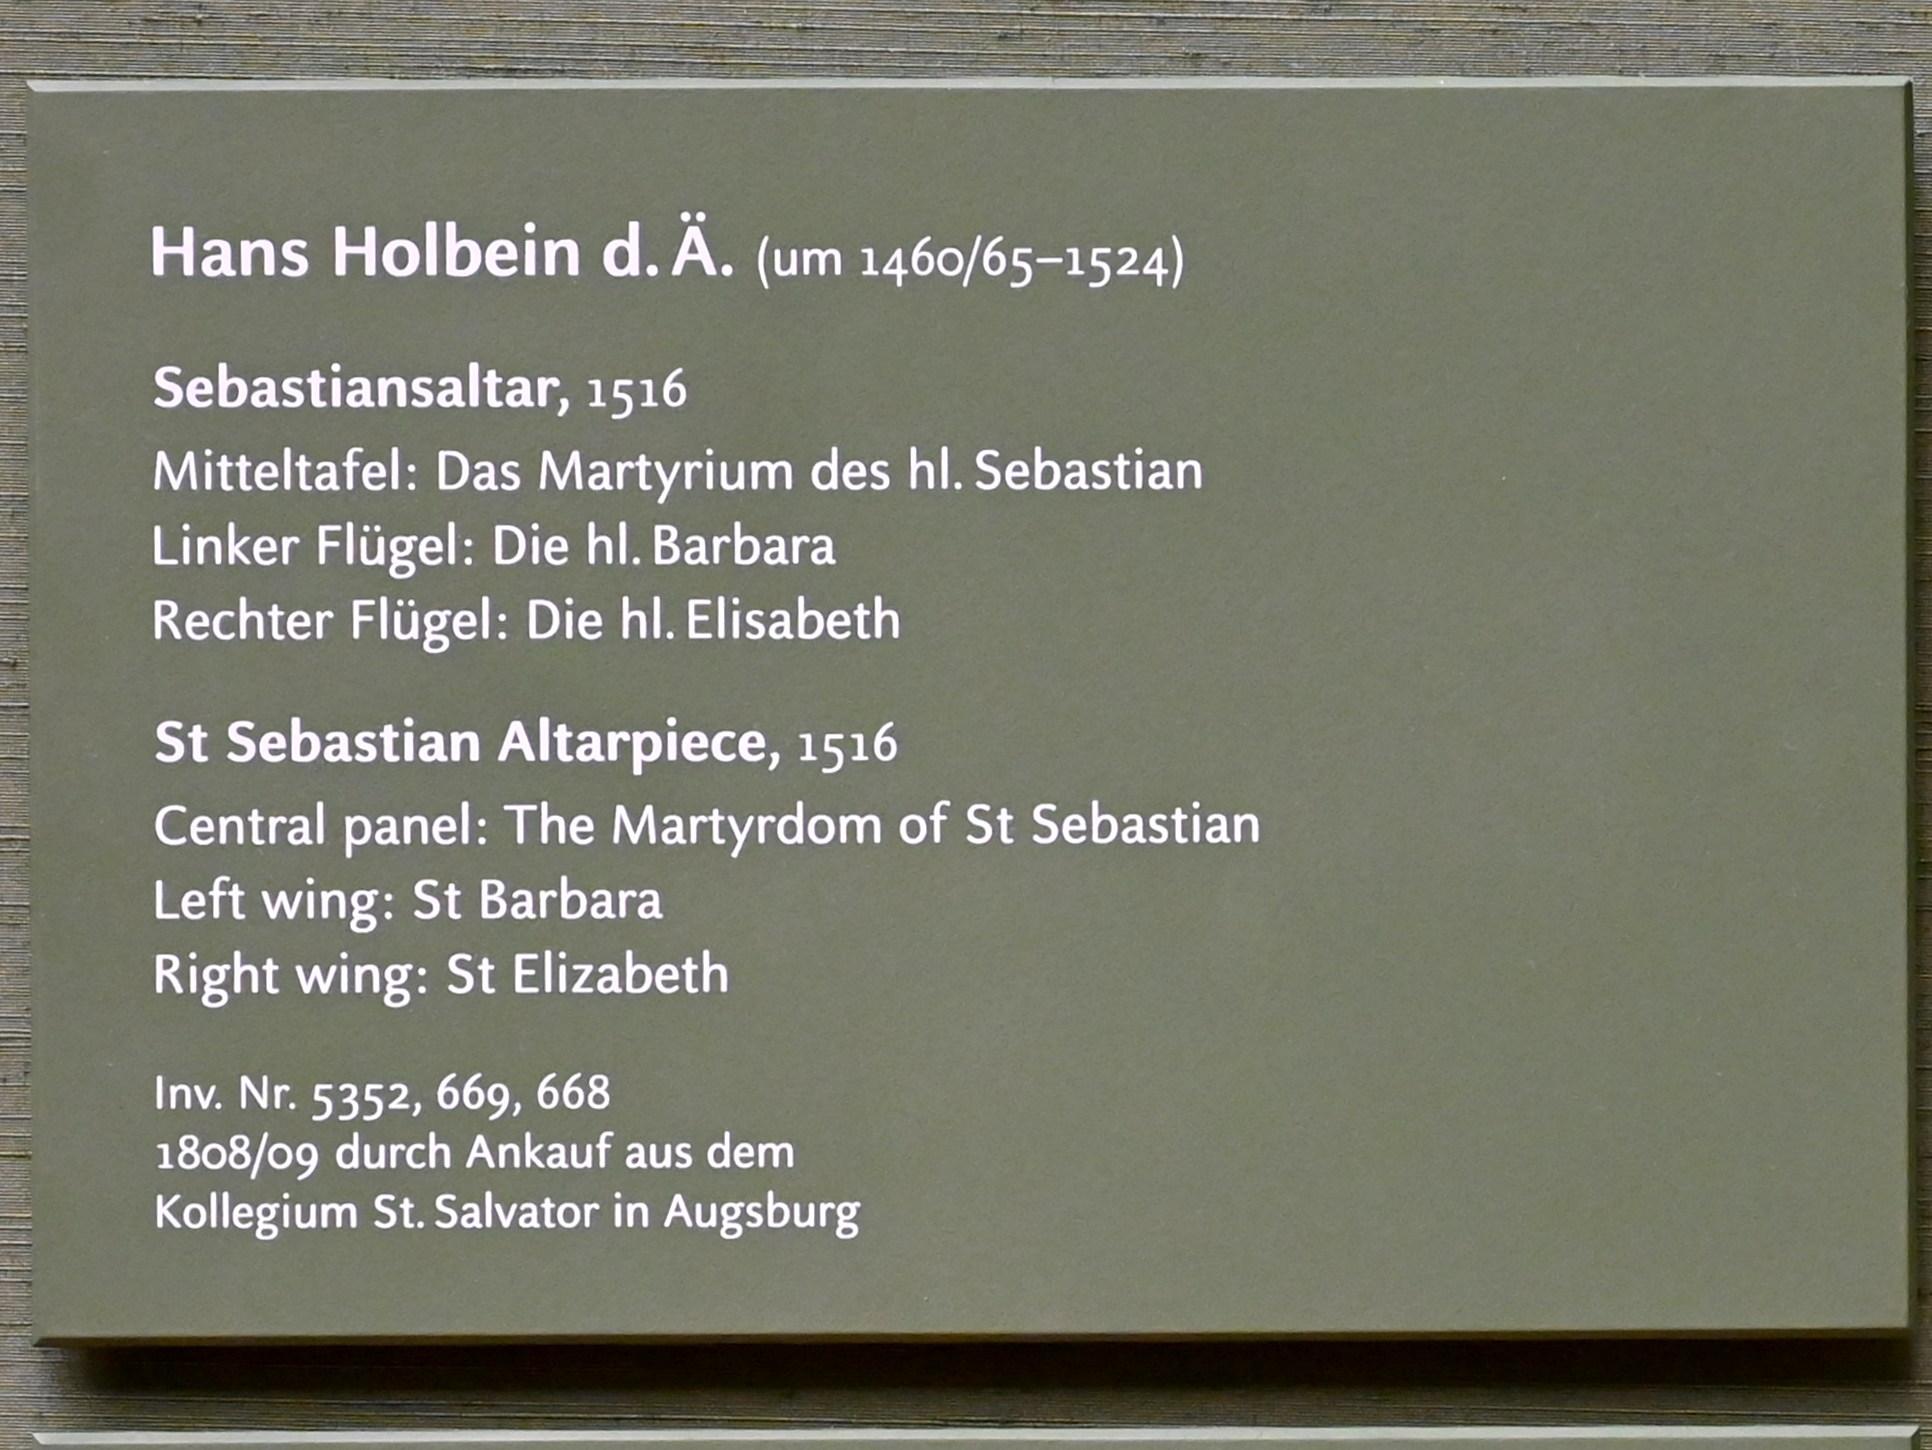 Hans Holbein d. Ä. (um 1460/65–1524)
Sebastiansaltar, 1516
Mitteltafel: Das Martyrium des hl. Sebastian
Linker Flügel: Die hl. Barbara
Rechter Flügel: Die hl. Elisabeth
St Sebastian Altarpiece, 1516
Central panel: The Martyrdom of St Sebastian
Left wing: St Barbara
Right wing: St Elizabeth
Inv. Nr. 5352, 669, 668
1808/09 durch Ankauf aus dem
Kollegium St. Salvator in Augsburg